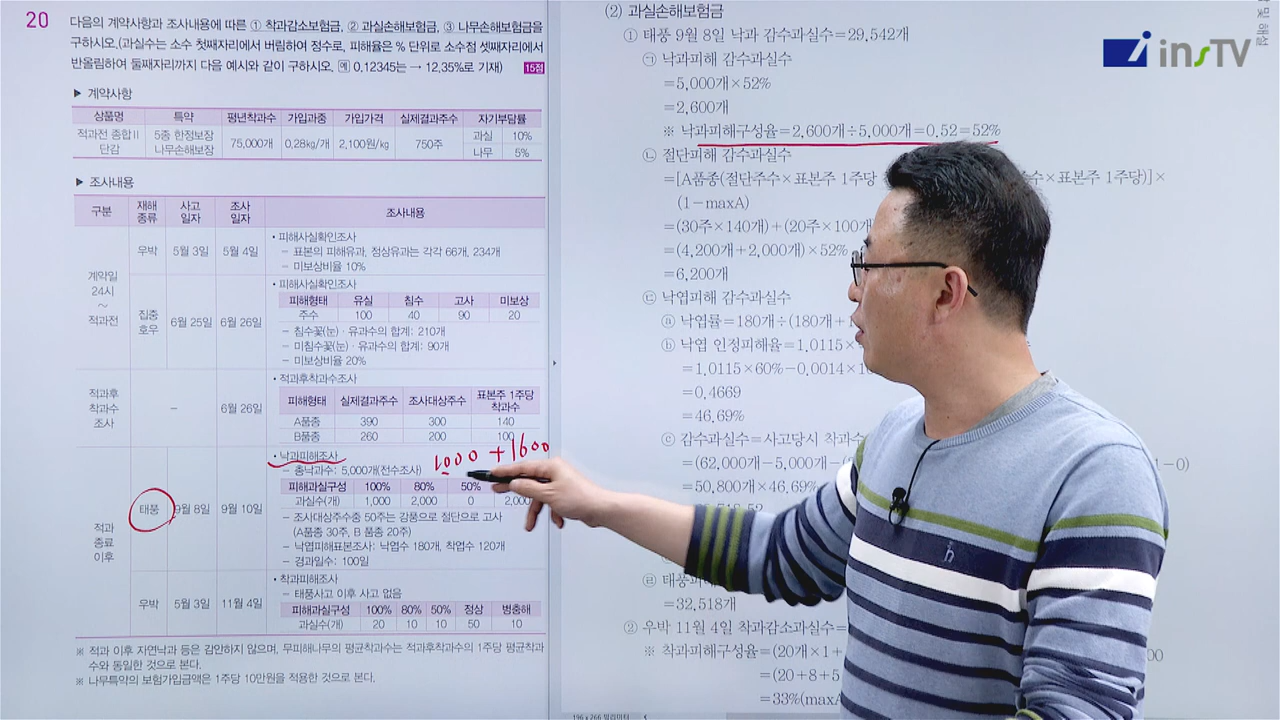 20
다음의 계약사항과 조사내용에 따른 ① 착과감소보험금, ② 과실손해보험금, ③ 나무손해보험금을
구하시오.(과실수는 소수 첫째자리에서 버림하여 정수로, 피해율은 % 단위로 소수점 셋째자리에서
반올림하여 둘째자리까지 다음 예시와 같이 구하시오. 예 0.12345는 → 12.35%로 기재) 15점
▶ 계약사항
상품명 특약 평년착과수 가입과중 가입가격 실제결과주수 자기부담률
적과전 종합Ⅱ 단감 5종 한정보장 나무손해보장 75,000개 0.28kg/개 2,100원/kg 750주 과실 10%
나무 5%
▶ 조사내용
구분 재해 종류 사고 일자 조사 일자 조사내용
계약일 24시 ~ 적과전
우박 5월 3일 5월 4일
• 피해사실확인조사
− 표본의 피해유과, 정상유과는 각각 66개, 234개
− 미보상비율 10%
집중 호우 6월 25일 6월 26일
• 피해사실확인조사
피해형태 유실 침수 고사 미보상
주수 100 40 90 20
− 침수꽃(눈)·유과수의 합계: 210개
− 미침수꽃(눈)·유과수의 합계: 90개
− 미보상비율 20%
적과후 착과수 조사 − 6월 26일
• 적과후착과수조사
피해형태 실제결과주수 조사대상주수 표본주 1주당 착과수
A품종 390 300 140
B품종 260 200 100
1000 + 1600
적과 종료 이후
태풍 9월 8일 9월 10일
• 낙과피해조사
− 총낙과수: 5,000개(전수조사)
피해과실구성 100% 80% 50%
과실수(개) 1,000 2,000 0 2,000
− 조사대상주수중 50주는 강풍으로 절단으로 고사
(A품종 30주, B 품종 20주)
− 낙엽피해표본조사: 낙엽수 180개, 착엽수 120개
− 경과일수: 100일
우박 5월 3일 11월 4일
• 착과피해조사
− 태풍사고 이후 사고 없음
피해과실구성 100% 80% 50% 정상 병충해
과실수(개) 20 10 10 50 10
※ 적과 이후 자연낙과 등은 감안하지 않으며, 무피해나무의 평균착과수는 적과후착과수의 1주당 평균착과
수와 동일한 것으로 본다.
※ 나무특약의 보험가입금액은 1주당 10만원을 적용한 것으로 본다.
(2) 과실손해보험금
① 태풍 9월 8일 낙과 감수과실수=29,542개
㉠ 낙과피해 감수과실수
=5,000개×52%
=2,600개
※ 낙과피해구성율=2,600개÷5,000개=0.52=52%
㉡ 절단피해 감수과실수
=[A품종(절단주수×표본주 1주당 수×표본주 1주당)]×
(1−maxA)
=(30주×140개)+(20주×100개
=(4,200개+2,000개)×52%
=6,200개
㉢ 낙엽피해 감수과실수
ⓐ 낙엽률=180개÷(180개+1
ⓑ 낙엽 인정피해율=1.0115×
=1.0115×60%−0.0014×10
=0.4669
=46.69%
ⓒ 감수과실수=사고당시 착과수
=(62,000개−5,000개− 1−0)
=50,800개×46.69%
㉣ 태풍피
=32,518개
② 우박 11월 4일 착과감소과실수=
※ 착과피해구성율=(20개×1+ 00
=(20+8+5
=33%(maxA
insTV
및 해설
196 x 266 밀리미터